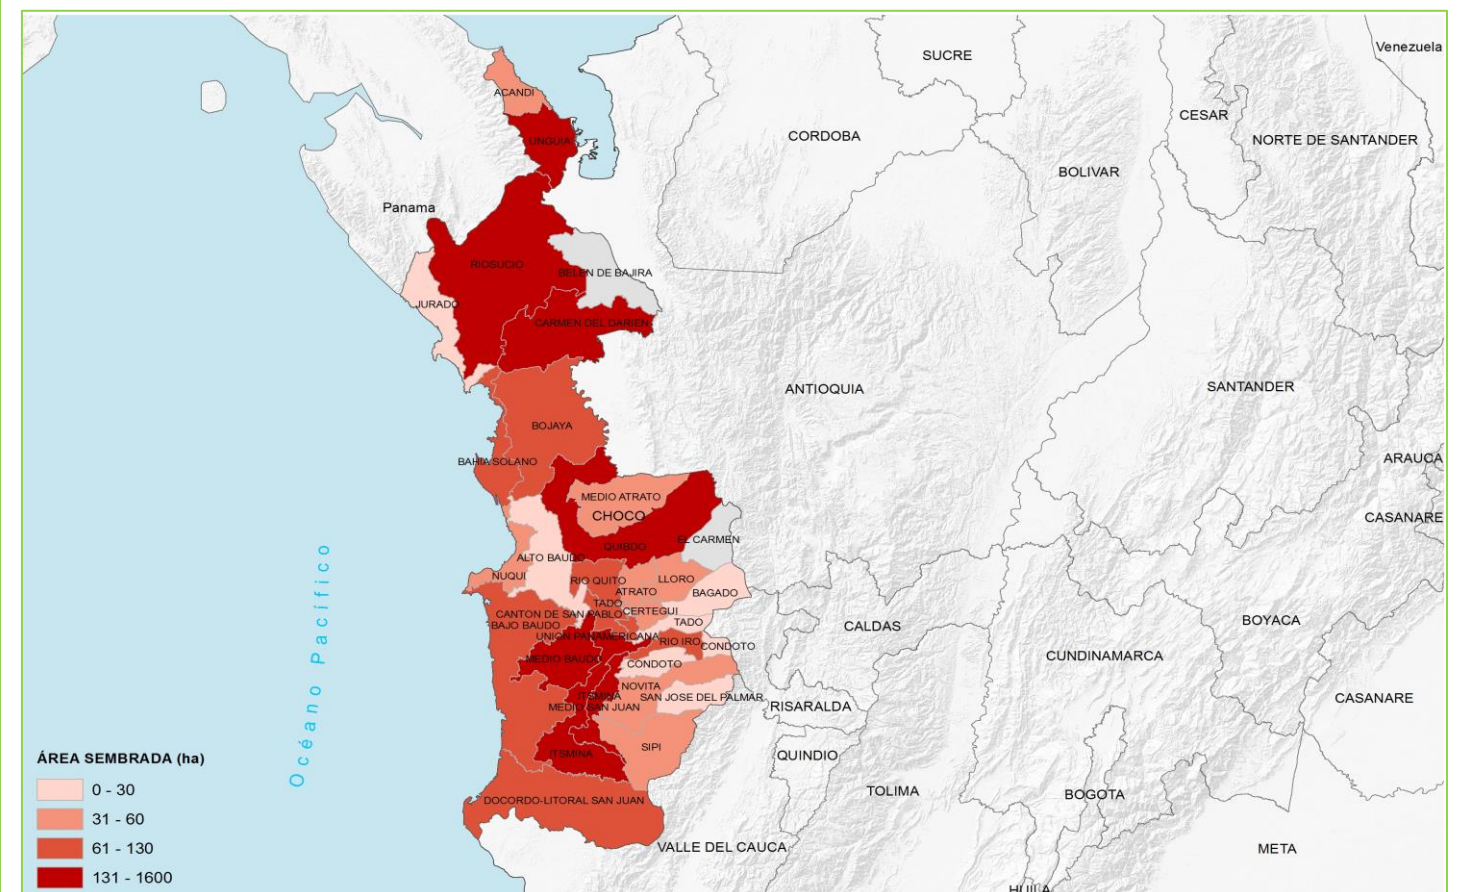 SUCRE
Venezuela
ACANDI
CESAR
UNGUIA
CORDOBA
NORTE DE SANTANDER
BOLIVAR
Panama
RIOSUCIO
BELEN DE BAJIRA
JURADO
CARMEN DEL DARIEN
ANTIOQUIA
SANTANDER
BOJAYA
BAHIA SOLANO
ARAUCA
MEDIO ATRATO
CHOCO
CASANARE
QUIBDO
EL CARMEN
ALTO BAUDO
NUQUI
RIO QUITO
LLORO
ATRATO
BAGADO
TADO
CERTEGUI
CANTON DE SAN PABLO
TADO
BAJO BAUDO
CALDAS
BOYACA
UNION PANAMERICANA
RIO IRO
CONDOTO
CUNDINAMARCA
MEDIO BAUDO
CONDOTO
NOVITA
ITSMINA
SAN JOSE DEL PALMAR
CASANARE
MEDIO SAN JUAN
RISARALDA
Océano Pacífico
SIPI
ITSMINA
QUINDIO
TOLIMA
BOGOTA
DOCORDO-LITORAL SAN JUAN
VALLE DEL CAUCA
META
HUILA
ÁREA SEMBRADA (ha)
0 - 30
31 - 60
61 - 130
131 - 1600